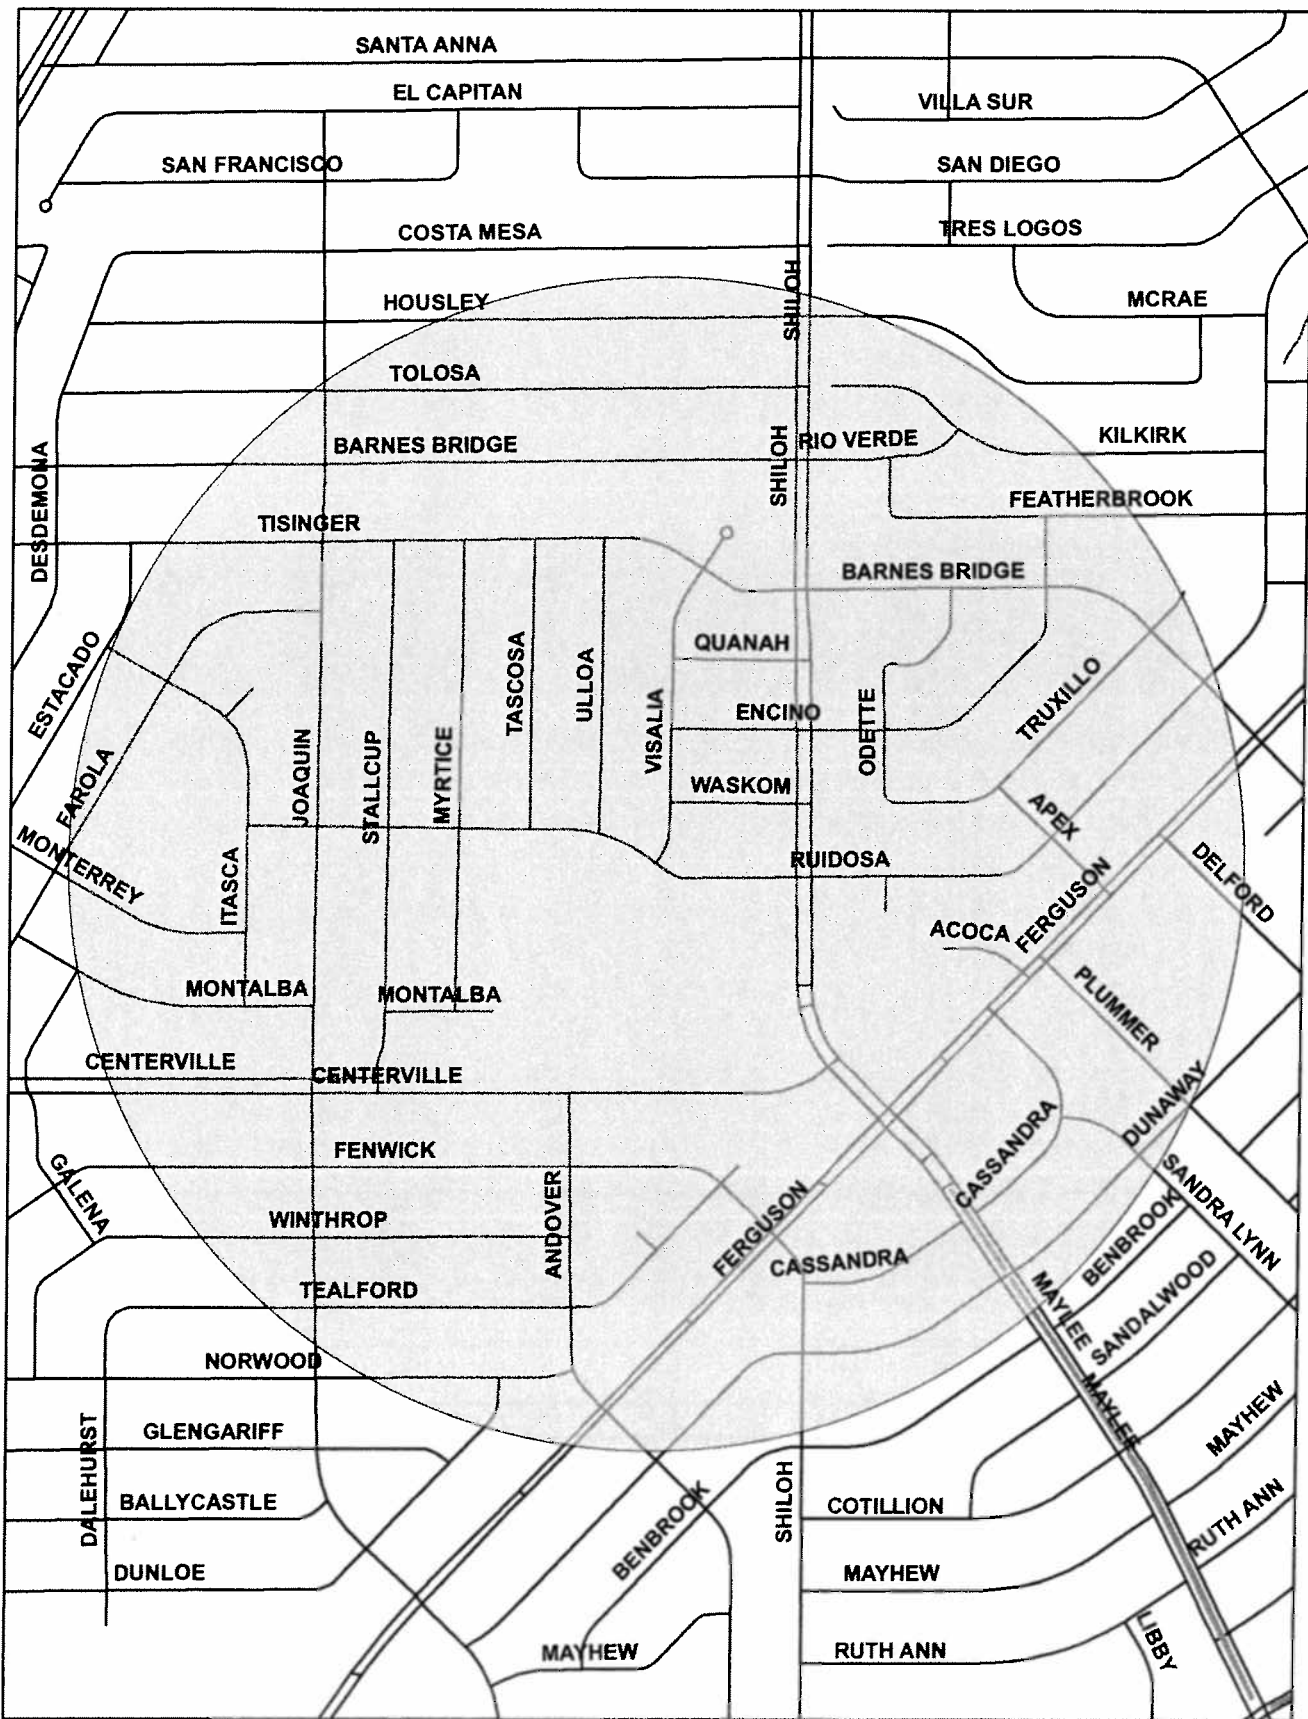 SANTA ANNA
EL CAPITAN
VILLA SUR
SAN FRANCISCO
SAN DIEGO
COSTA MESA
TRES LOGOS
SHILOH
HOUSLEY
MCRAE
TOLOSA
BARNES BRIDGE
RIO VERDE
KILKIRK
SHILOH
DESDEMONA
FEATHERBROOK
TISINGER
BARNES BRIDGE
QUANAH
ESTACADO
TASCOSA
ULLOA
VISALIA
ENCINO
ODETTE
TRUXILLO
FAROLA
JOAQUIN
STALLCUP
MYRTICE
WASKOM
APEX
MONTERREY
ITASCA
RUIDOSA
DELFORD
FERGUSON
ACOCA
MONTALBA
MONTALBA
PLUMMER
CENTERVILLE
CENTERVILLE
DUNAWAY
FENWICK
CASSANDRA
GALENA
ANDOVER
SANDRA LYNN
WINTHROP
FERGUSON
CASSANDRA
BENBROOK
TEALFORD
MAYLEE
SANDALWOOD
NORWOOD
MAYLEE
MAYHEW
GLENGARIFF
DALEHURST
BALLYCASTLE
SHILOH
COTILLION
BENBROOK
RUTH ANN
DUNLOE
MAYHEW
MAYHEW
RUTH ANN
LIBBY